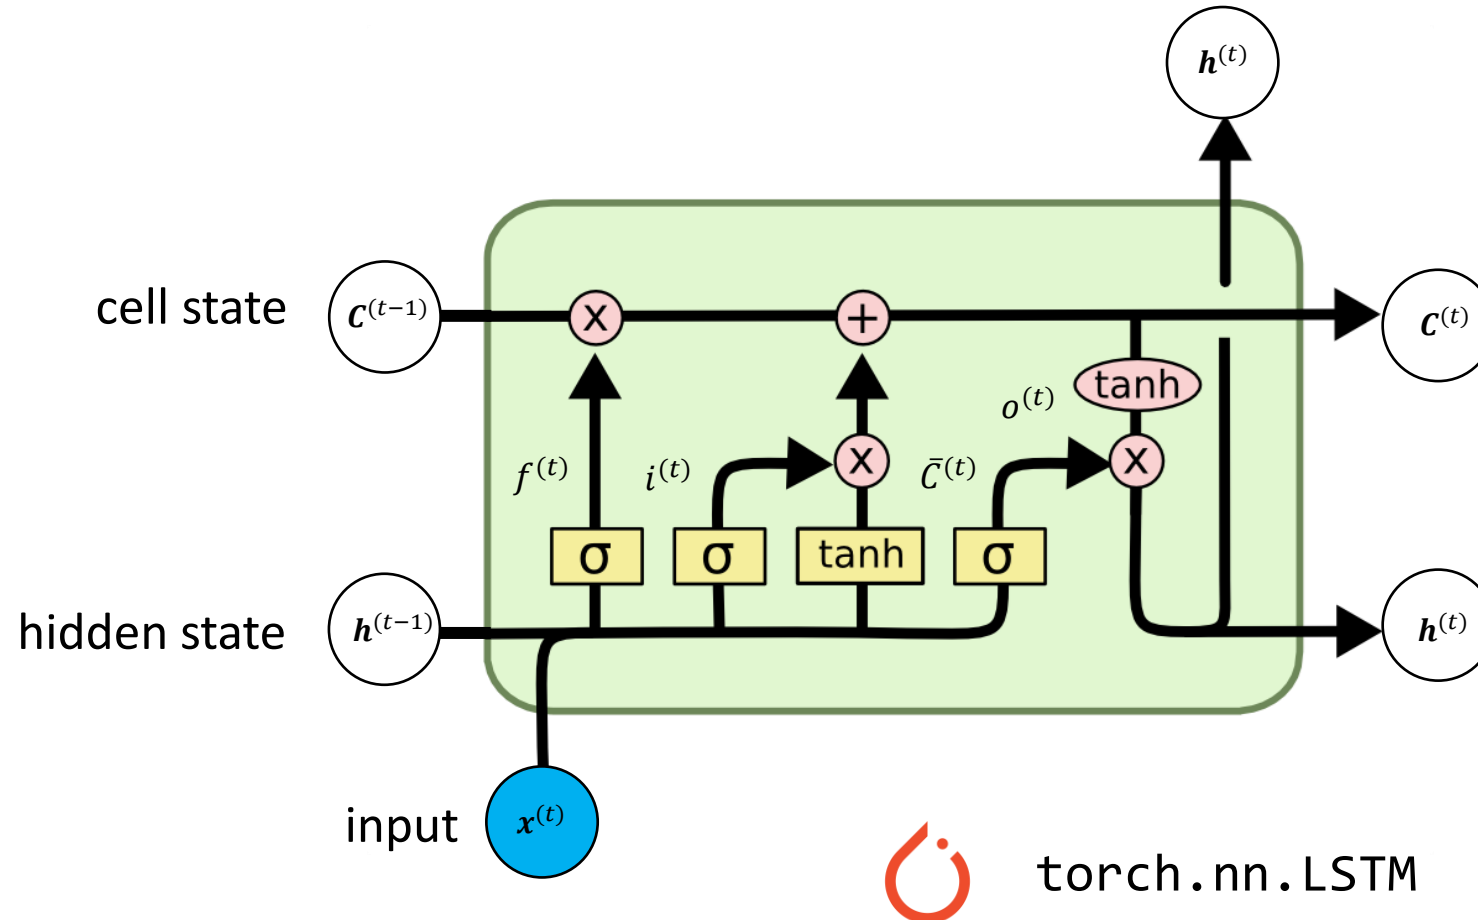 h^(t)
cell state
C^(t−1)
x
+
C^(t)
tanh
o^(t)
f^(t)
i^(t)
x
C̄^(t)
x
σ
σ
tanh
σ
hidden state
h^(t−1)
h^(t)
input
x^(t)
torch.nn.LSTM